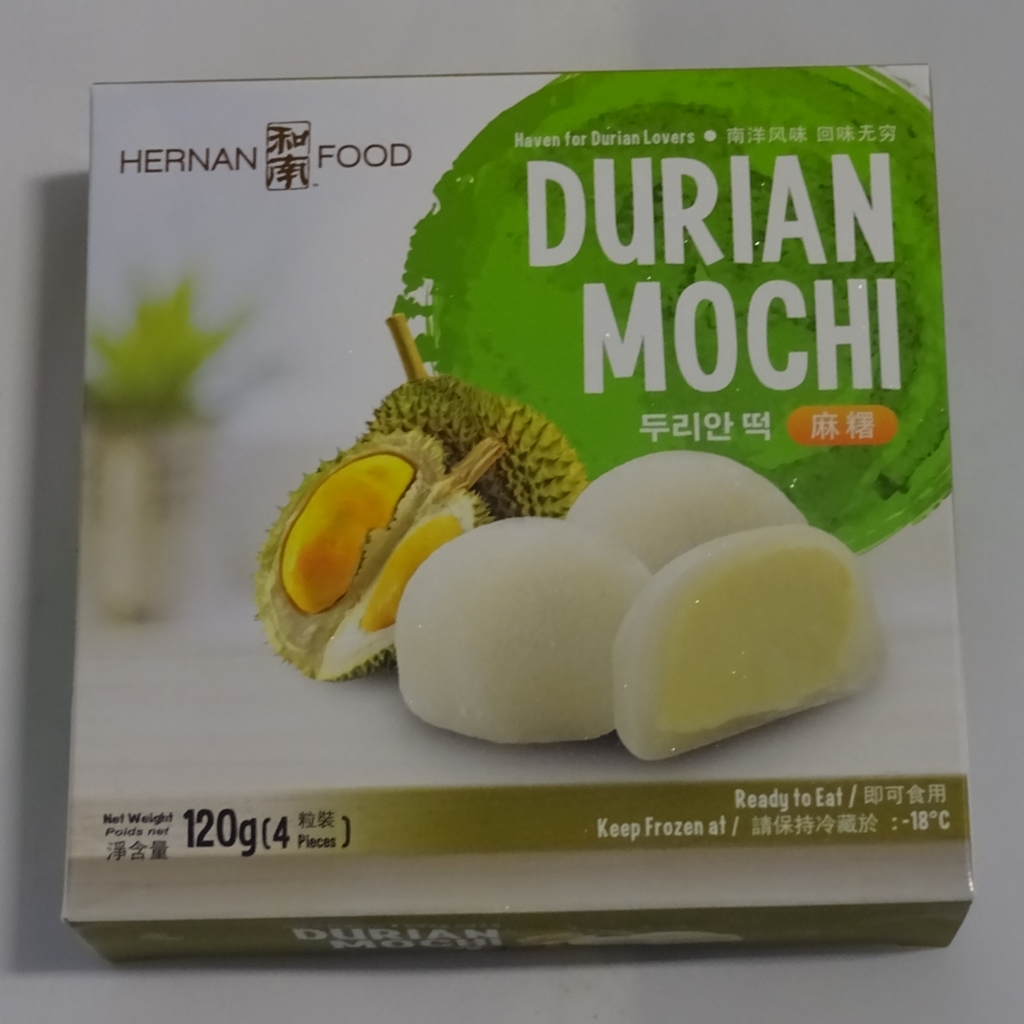 HERNAN 和南 FOOD
Haven for Durian Lovers ● 南洋风味 回味无穷
DURIAN
MOCHI
두리안 떡 麻糬
Net Weight
Poids net
淨含量
120g (4 粒裝 Pieces)
Ready to Eat / 即可食用
Keep Frozen at / 請保持冷藏於 : -18°C
DURIAN
MOCHI